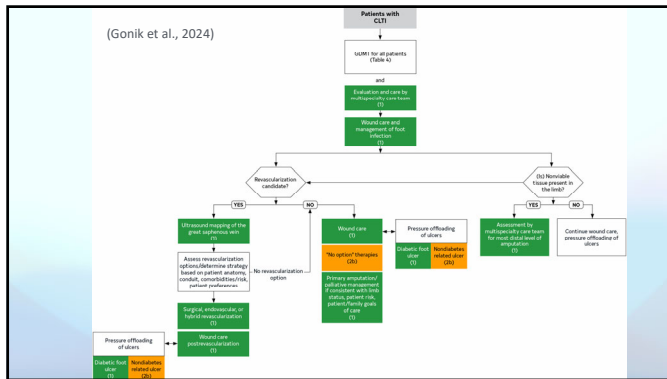 (Gonik et al., 2024)
Patients with
CLTI
GDMT for all patients
(Table 4)
and
Evaluation and care by
multispecialty care team
(1)
Wound care and
management of foot
infection
(1)
Revascularization
candidate?
(Is) Nonviable
tissue present in
the limb?
YES
NO
YES
NO
Ultrasound mapping of the
great saphenous vein
(1)
Assess revascularization
options/determine strategy
based on patient anatomy,
conduit, comorbidities/risk,
patient preferences
No revascularization
option
Surgical, endovascular, or
hybrid revascularization
(1)
Wound care
postrevascularization
(1)
Pressure offloading
of ulcers
Diabetic foot
ulcer
(1)
Nondiabetes
related ulcer
(2b)
Wound care
(1)
"No option" therapies
(2b)
Primary amputation/
palliative management
if consistent with limb
status, patient risk,
patient/family goals
of care
(1)
Pressure offloading
of ulcers
Diabetic foot
ulcer
(1)
Nondiabetes
related ulcer
(2b)
Assessment by
multispecialty care team
for most distal level of
amputation
(1)
Continue wound care,
pressure offloading of
ulcers